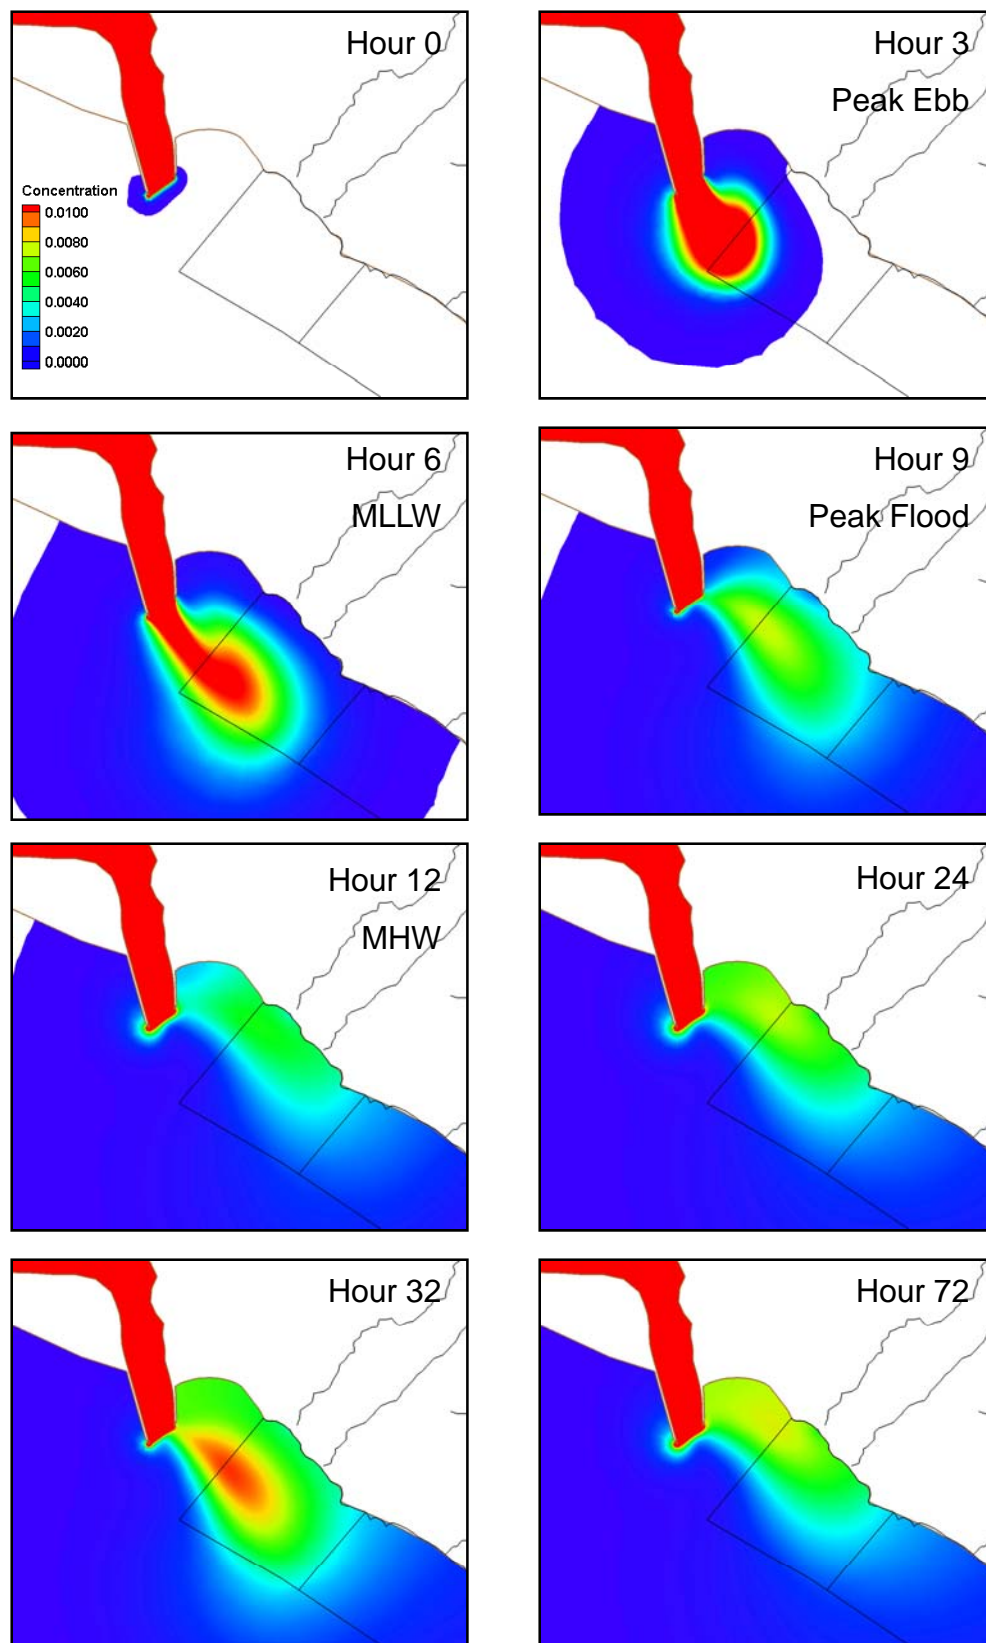 Hour 0
Concentration
0.0100
0.0080
0.0060
0.0040
0.0020
0.0000
Hour 3
Peak Ebb
Hour 6
MLLW
Hour 9
Peak Flood
Hour 12
MHW
Hour 24
Hour 32
Hour 72